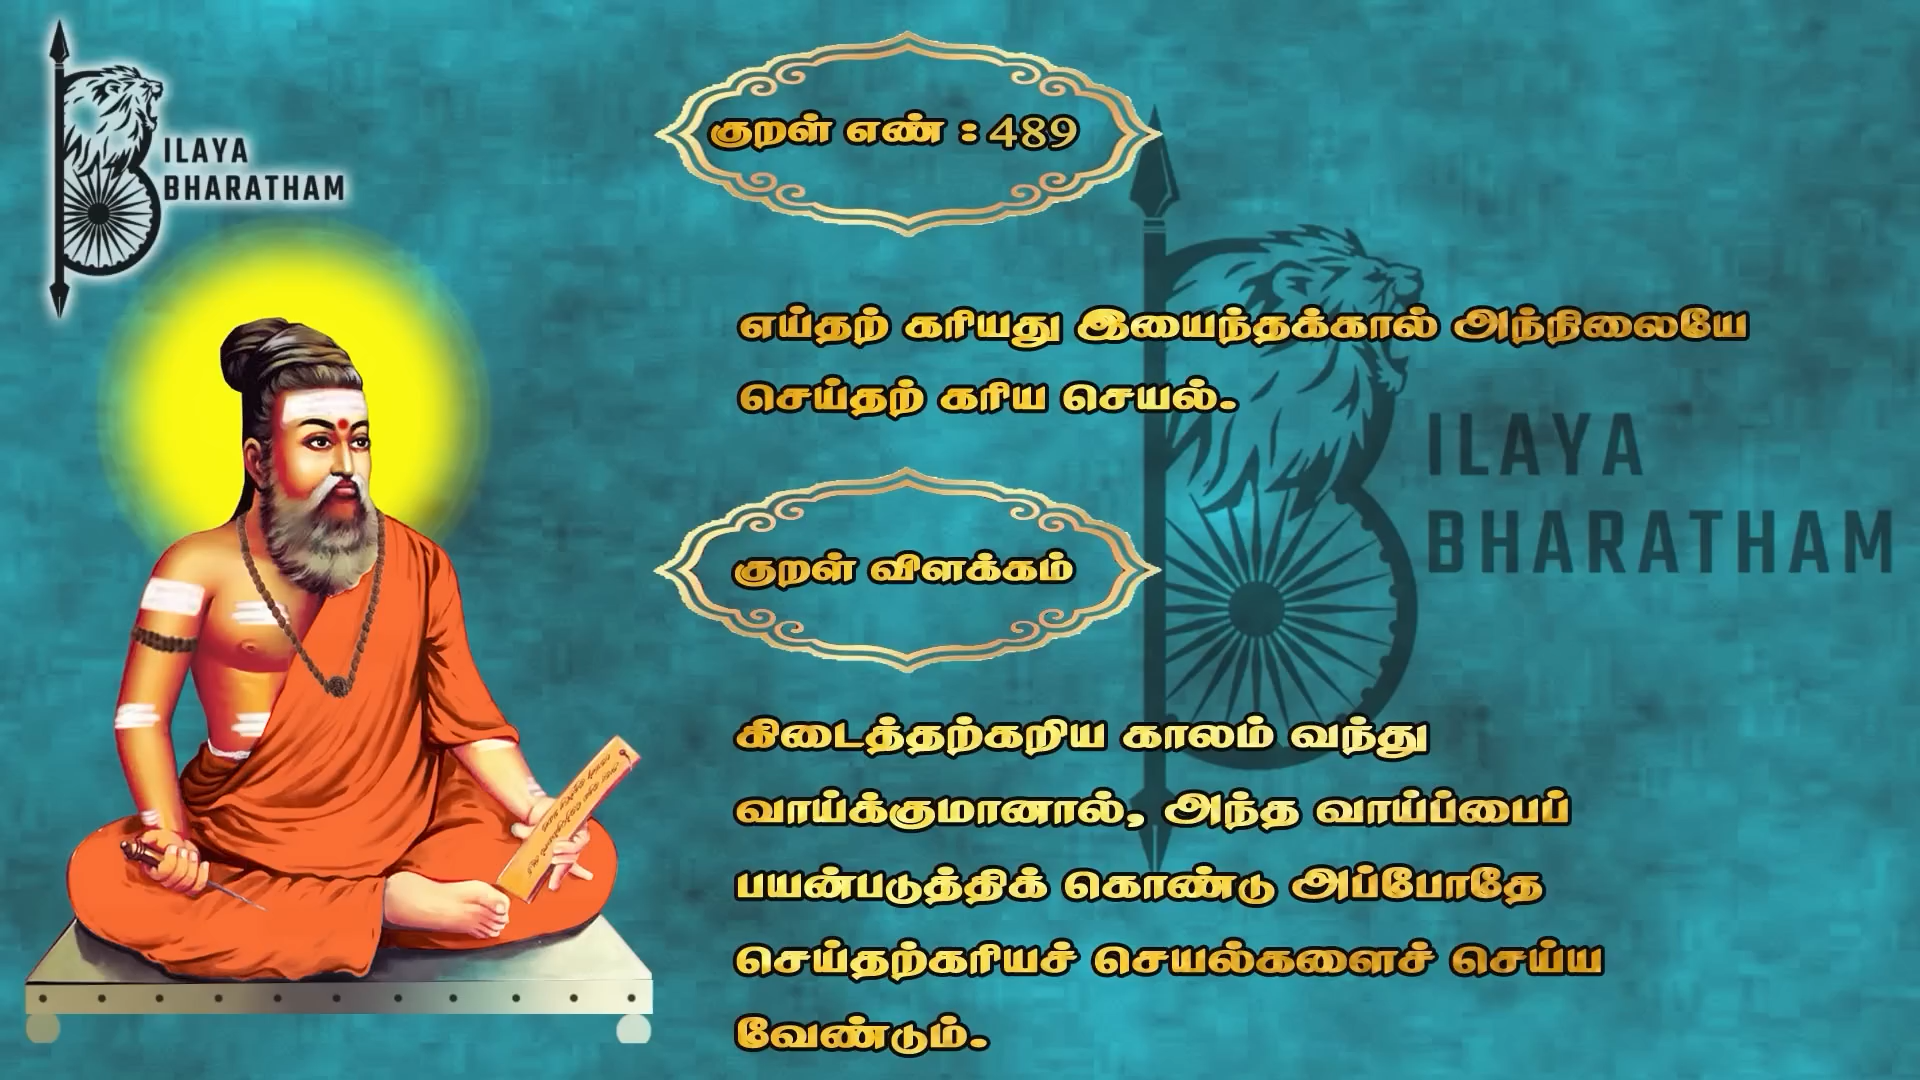 ILAYA
BHARATHAM
குறள் எண் : 489
எய்தற் கரியது இயைந்தக்கால் அந்நிலையே
செய்தற் கரிய செயல்.
ILAYA
BHARATHAM
குறள் விளக்கம்
கிடைத்தற்கறிய காலம் வந்து
வாய்க்குமானால், அந்த வாய்ப்பைப்
பயன்படுத்திக் கொண்டு அப்போதே
செய்தற்கரியச் செயல்களைச் செய்ய
வேண்டும்.